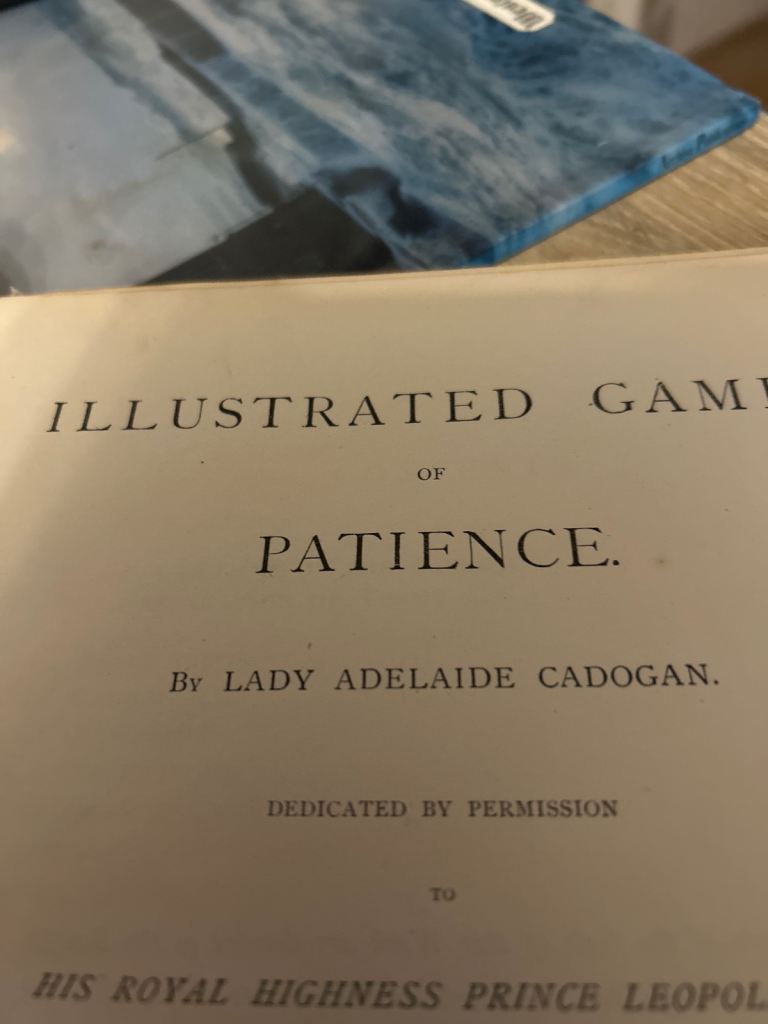 ILLUSTRATED GAM
OF
PATIENCE.
By LADY ADELAIDE CADOGAN.
DEDICATED BY PERMISSION
TO
HIS ROYAL HIGHNESS PRINCE LEOPOL